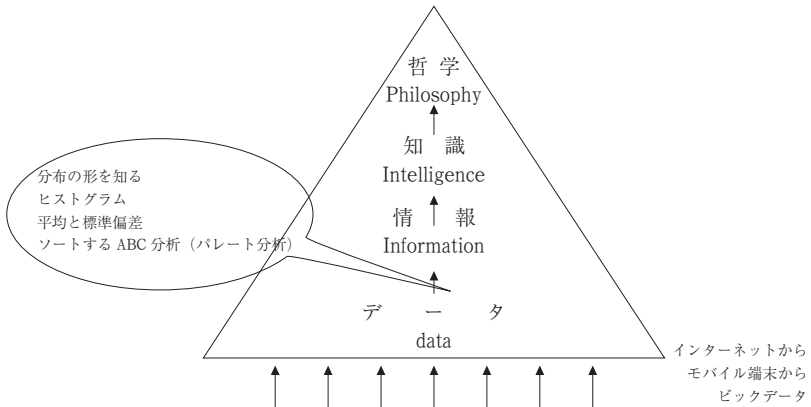 哲学
Philosophy
知識
Intelligence
情報
Information
データ
data
分布の形を知る
ヒストグラム
平均と標準偏差
ソートする ABC 分析（パレート分析）
インターネットから
モバイル端末から
ビックデータ